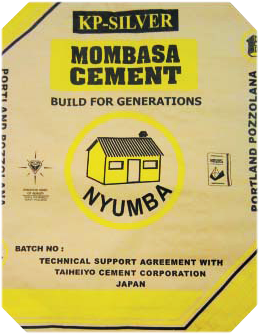 KP-SILVER
MOMBASA
CEMENT
BUILD FOR GENERATIONS
PORTLAND POZZOLANA
PORTLAND POZZOLANA
NYUMBA
BATCH NO :
TECHNICAL SUPPORT AGREEMENT WITH
TAIHEIYO CEMENT CORPORATION
JAPAN